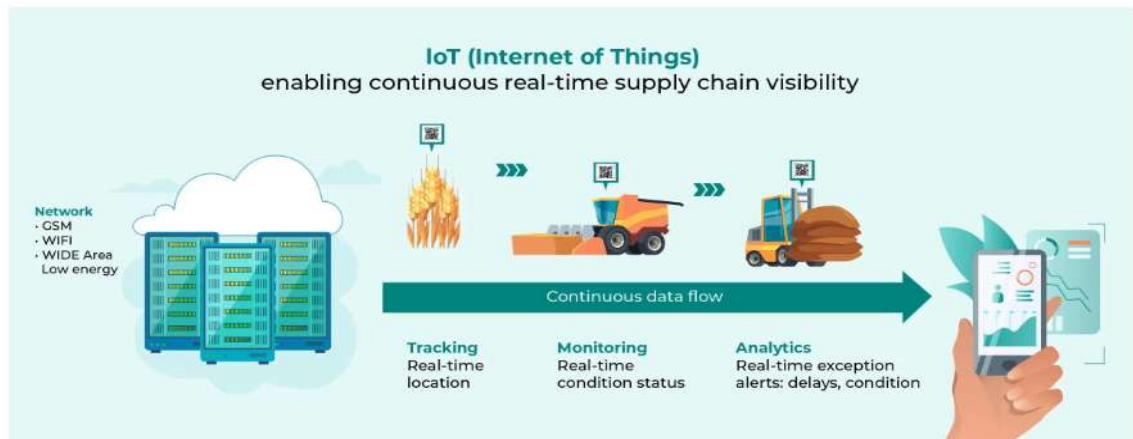 IoT (Internet of Things)
enabling continuous real-time supply chain visibility
Network
· GSM
· WIFI
· WIDE Area
Low energy
Continuous data flow
Tracking
Real-time
location
Monitoring
Real-time
condition status
Analytics
Real-time exception
alerts: delays, condition